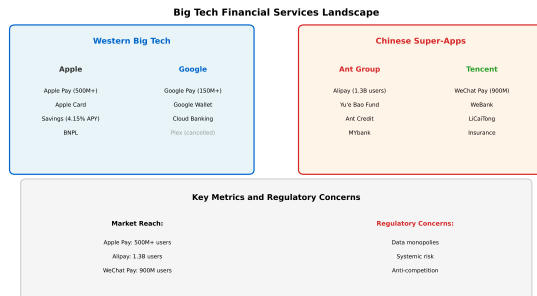 Big Tech Financial Services Landscape
Western Big Tech
Apple
Apple Pay (500M+)
Apple Card
Savings (4.15% APY)
BNPL
Google
Google Pay (150M+)
Google Wallet
Cloud Banking
Plex (cancelled)
Chinese Super-Apps
Ant Group
Alipay (1.3B users)
Yu'e Bao Fund
Ant Credit
MYbank
Tencent
WeChat Pay (900M)
WeBank
LiCaiTong
Insurance
Key Metrics and Regulatory Concerns
Market Reach:
Apple Pay: 500M+ users
Alipay: 1.3B users
WeChat Pay: 900M users
Regulatory Concerns:
Data monopolies
Systemic risk
Anti-competition